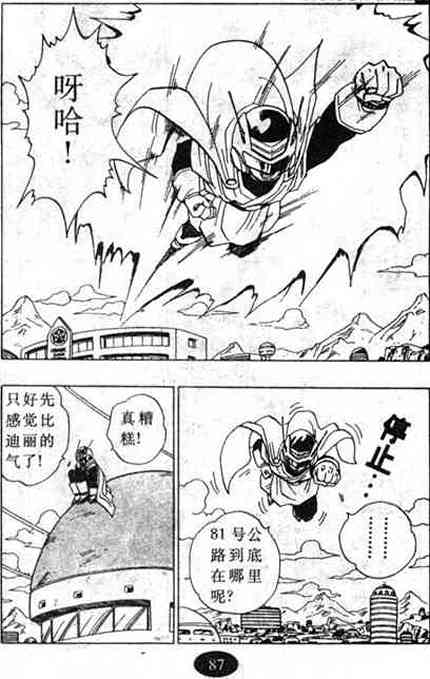 呀哈！
停止…
……
81号公
路到底
在哪里
呢？
真糟
糕！
只好先
感觉比
迪丽的
气了！
87